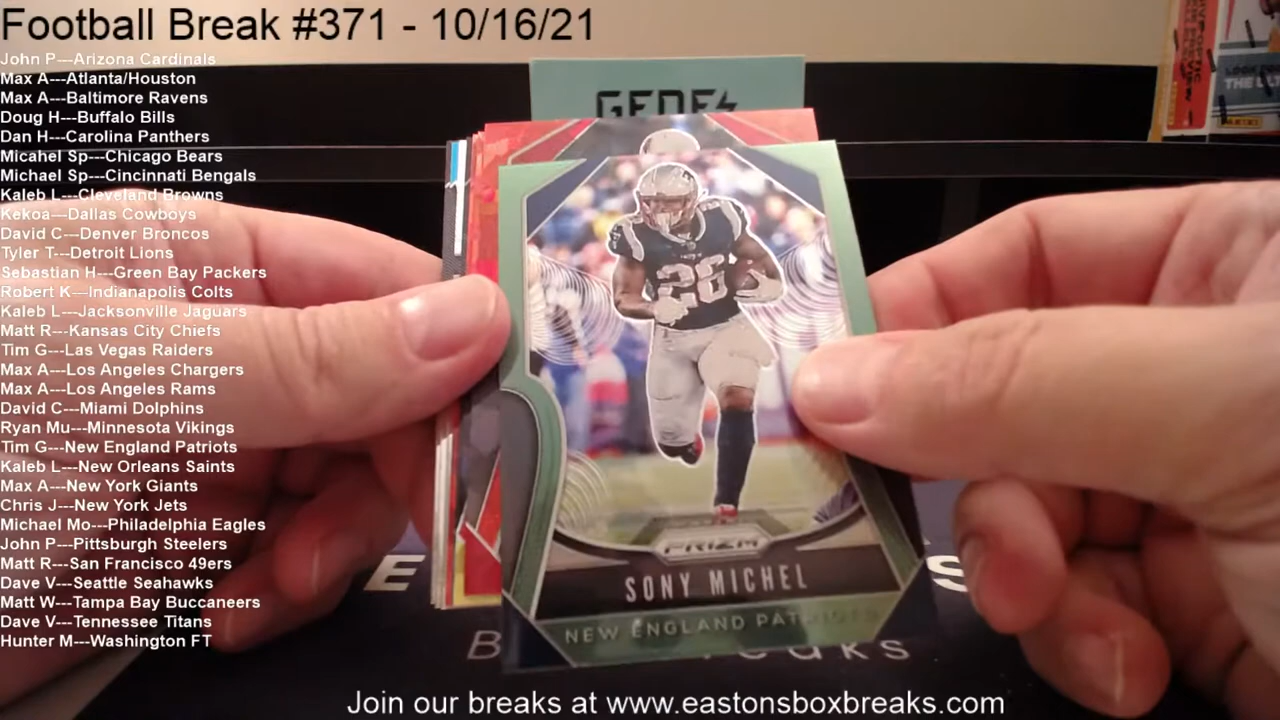 Football Break #371 - 10/16/21
John P---Arizona Cardinals
Max A---Atlanta/Houston
Max A---Baltimore Ravens
Doug H---Buffalo Bills
Dan H---Carolina Panthers
Micahel Sp---Chicago Bears
Michael Sp---Cincinnati Bengals
Kaleb L---Cleveland Browns
Kekoa---Dallas Cowboys
David C---Denver Broncos
Tyler T---Detroit Lions
Sebastian H---Green Bay Packers
Robert K---Indianapolis Colts
Kaleb L---Jacksonville Jaguars
Matt R---Kansas City Chiefs
Tim G---Las Vegas Raiders
Max A---Los Angeles Chargers
Max A---Los Angeles Rams
David C---Miami Dolphins
Ryan Mu---Minnesota Vikings
Tim G---New England Patriots
Kaleb L---New Orleans Saints
Max A---New York Giants
Chris J---New York Jets
Michael Mo---Philadelphia Eagles
John P---Pittsburgh Steelers
Matt R---San Francisco 49ers
Dave V---Seattle Seahawks
Matt W---Tampa Bay Buccaneers
Dave V---Tennessee Titans
Hunter M---Washington FT
26
PRIZM
SONY MICHEL
NEW ENGLAND PATRIOTS
PANINI
Join our breaks at www.eastonsboxbreaks.com